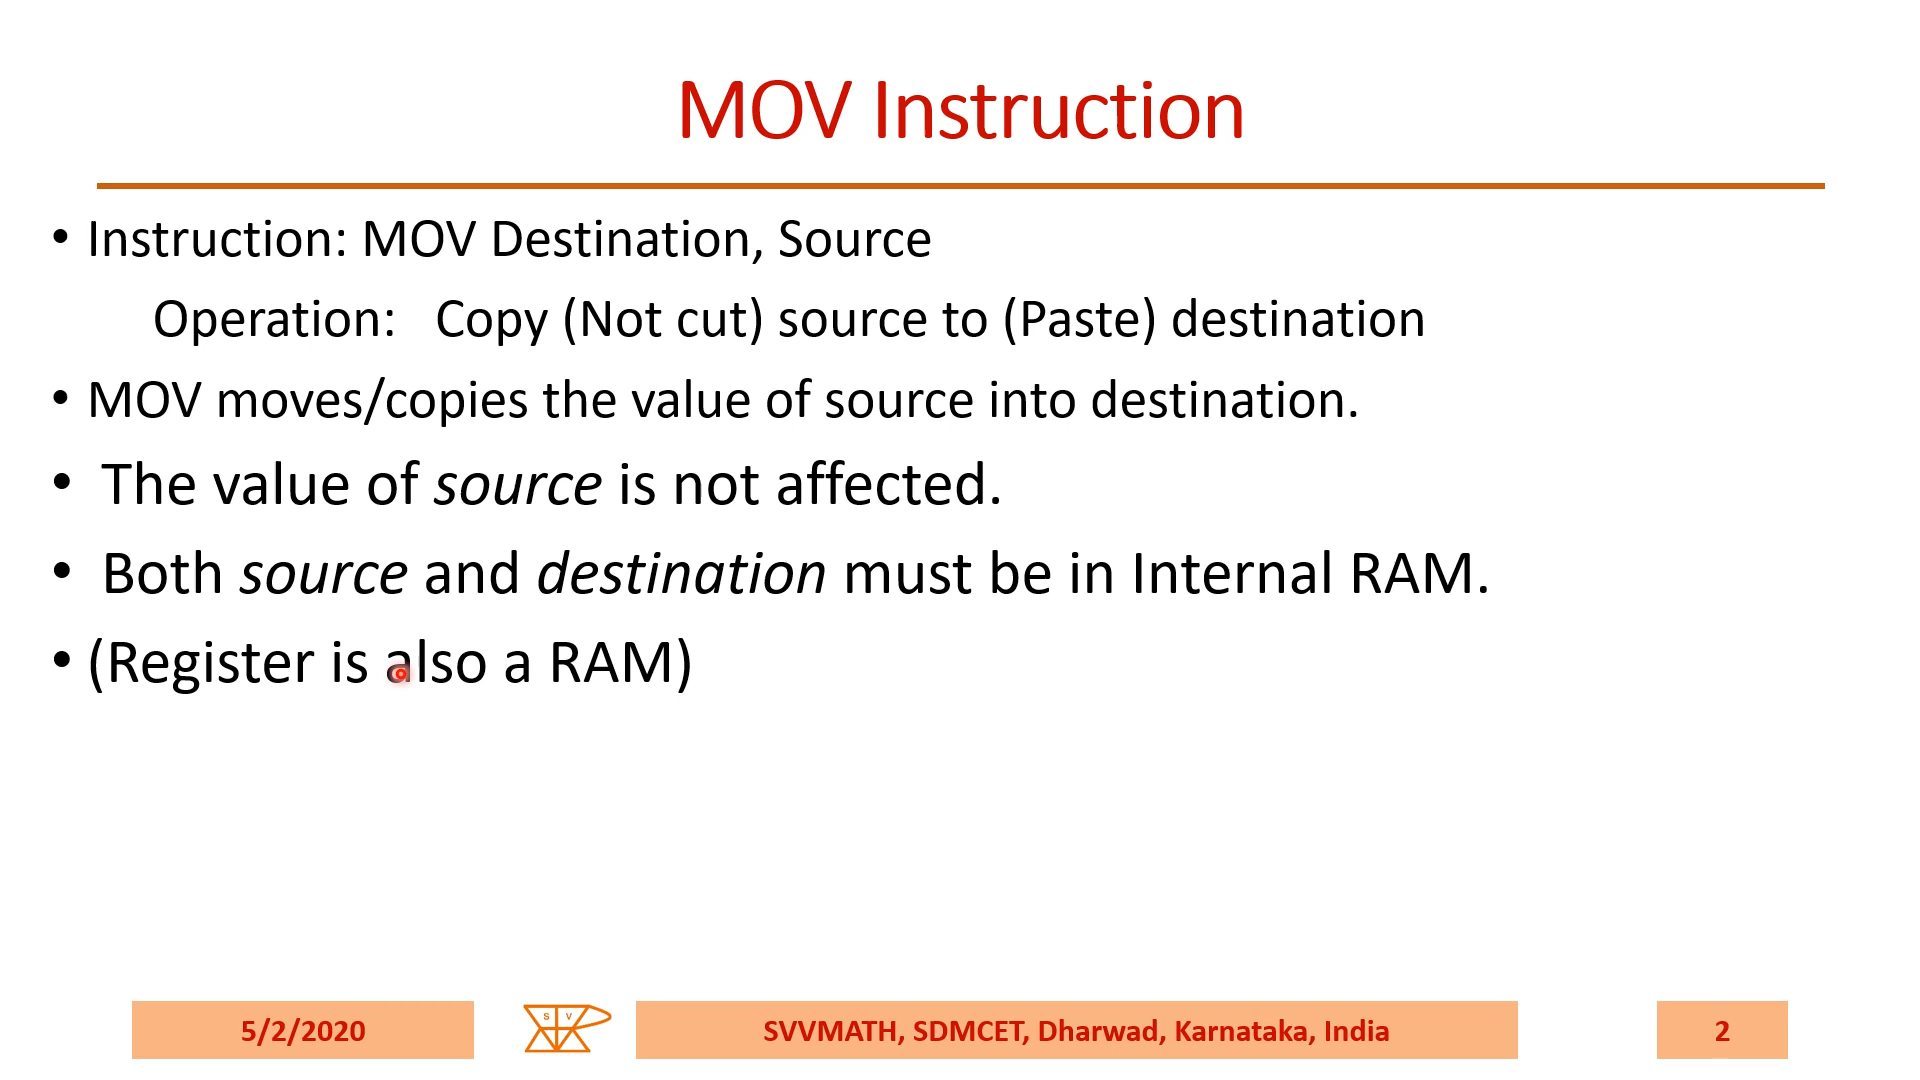 MOV Instruction
• Instruction: MOV Destination, Source
Operation: Copy (Not cut) source to (Paste) destination
• MOV moves/copies the value of source into destination.
• The value of source is not affected.
• Both source and destination must be in Internal RAM.
• (Register is also a RAM)
5/2/2020
S V
SVVMATH, SDMCET, Dharwad, Karnataka, India
2